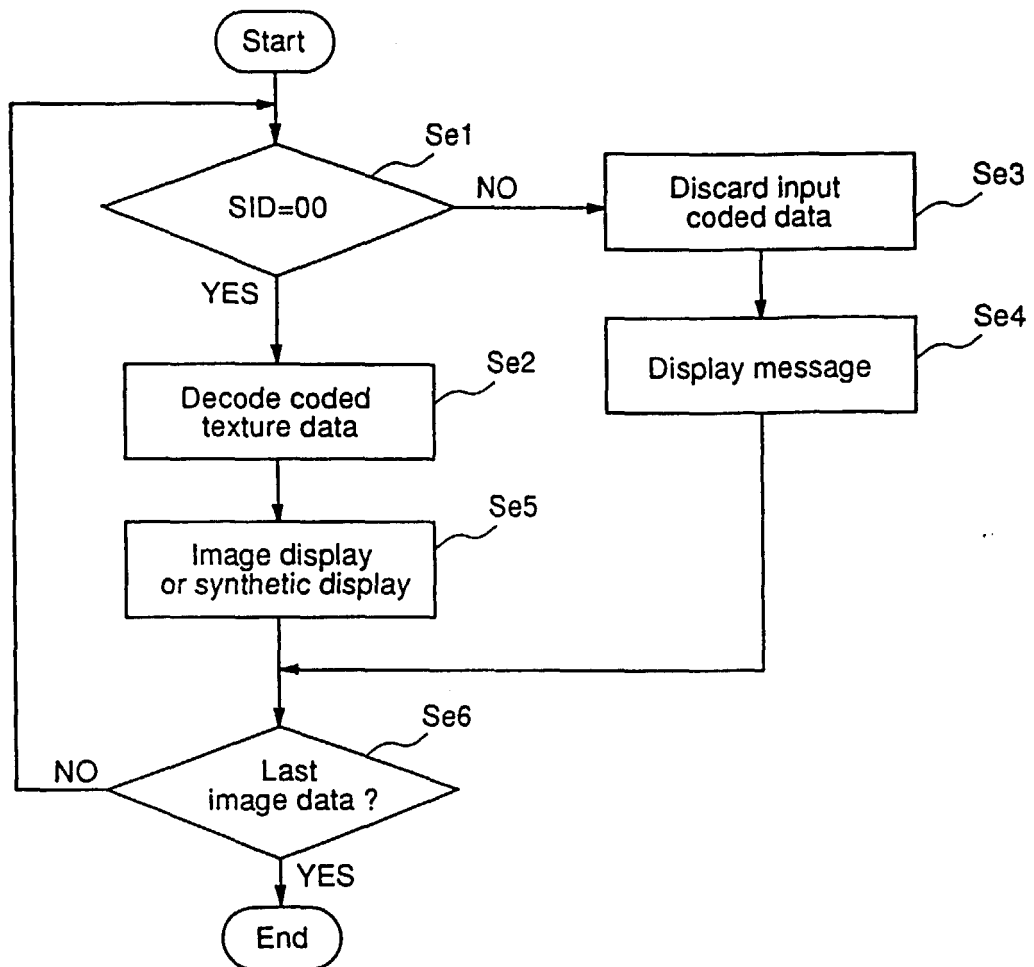 Start
Se1
SID=00
NO
Discard input
coded data
Se3
YES
Se4
Display message
Se2
Decode coded
texture data
Se5
Image display
or synthetic display
Se6
NO
Last
image data ?
YES
End